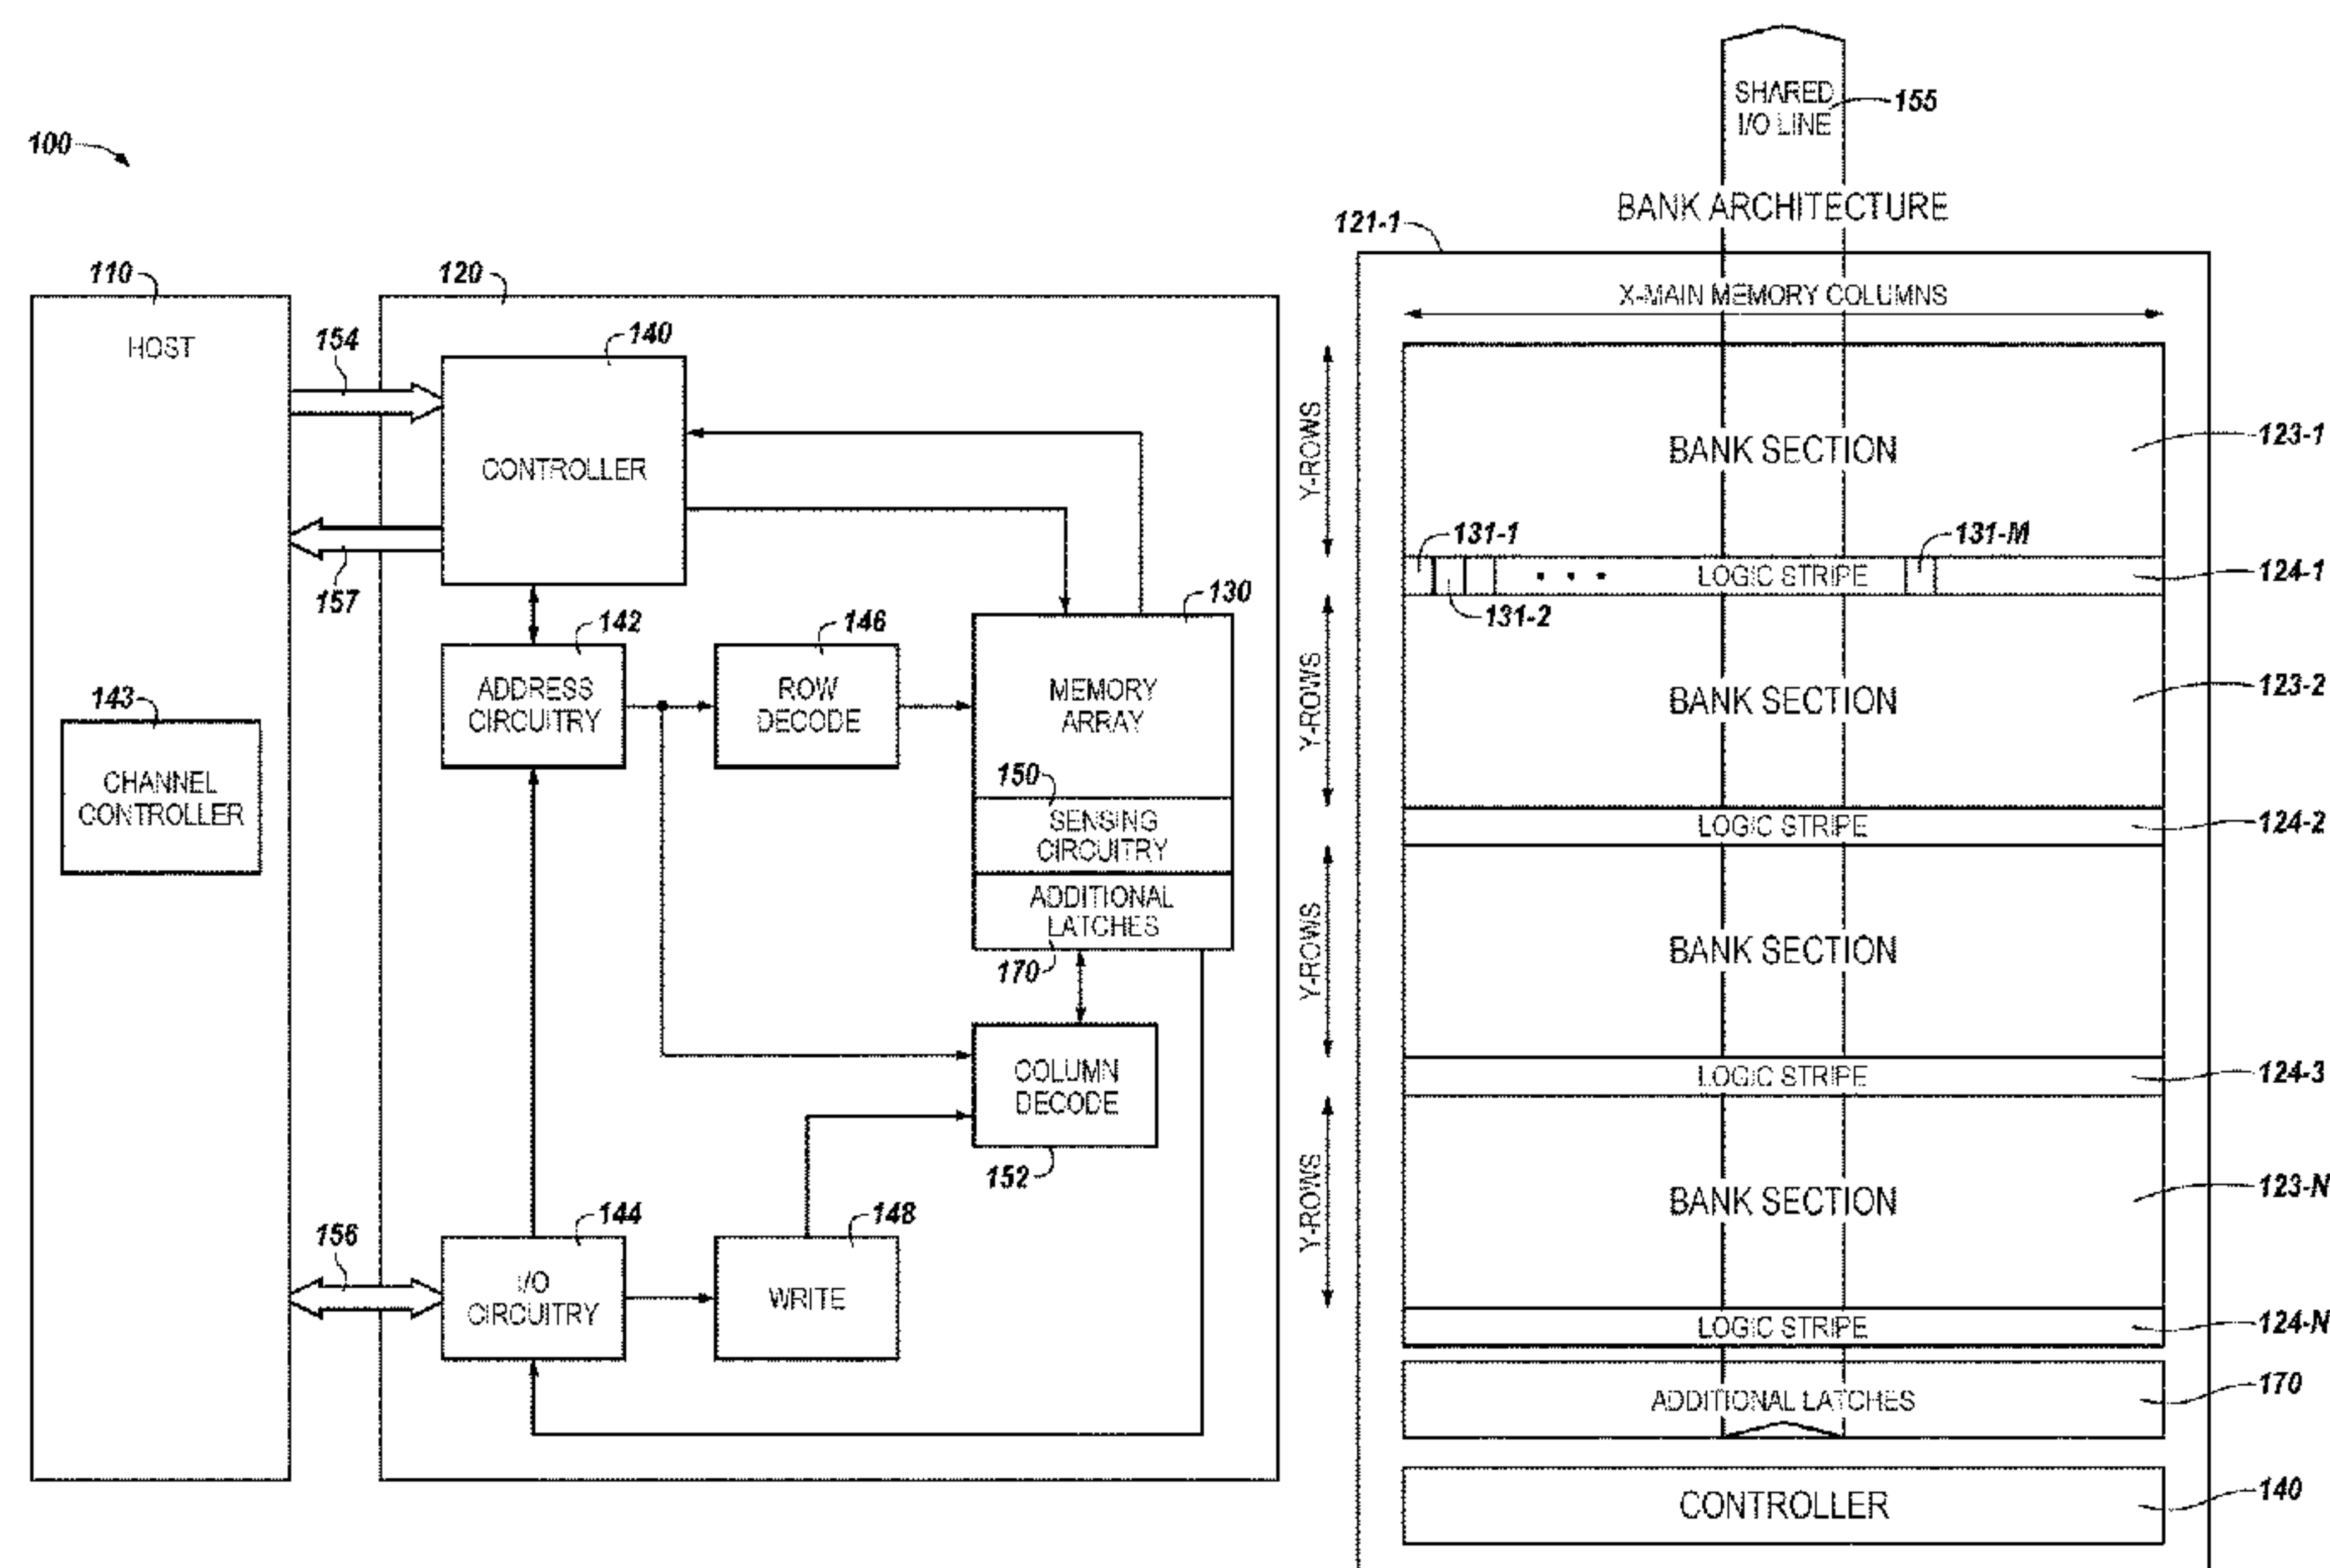 100
110
HOST
143
CHANNEL
CONTROLLER
154
157
156
120
140
CONTROLLER
142
ADDRESS
CIRCUITRY
146
ROW
DECODE
130
MEMORY
ARRAY
150
SENSING
CIRCUITRY
ADDITIONAL
LATCHES
170
COLUMN
DECODE
152
144
I/O
CIRCUITRY
148
WRITE
SHARED
I/O LINE
155
BANK ARCHITECTURE
121-1
X-MAIN MEMORY COLUMNS
Y-ROWS
BANK SECTION
123-1
131-1
131-2
131-M
LOGIC STRIPE
124-1
Y-ROWS
BANK SECTION
123-2
LOGIC STRIPE
124-2
Y-ROWS
BANK SECTION
LOGIC STRIPE
124-3
Y-ROWS
BANK SECTION
123-N
LOGIC STRIPE
124-N
ADDITIONAL LATCHES
170
CONTROLLER
140